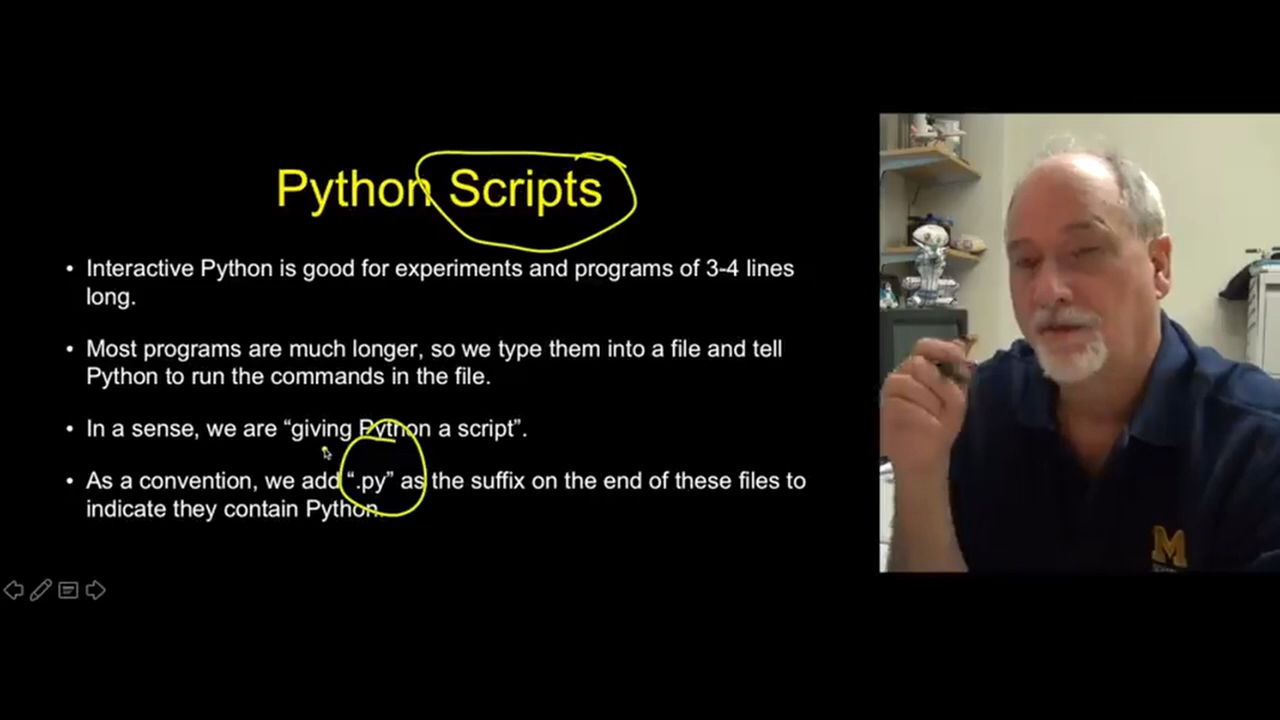 Python Scripts
• Interactive Python is good for experiments and programs of 3-4 lines
long.
• Most programs are much longer, so we type them into a file and tell
Python to run the commands in the file.
• In a sense, we are “giving Python a script”.
• As a convention, we add “.py” as the suffix on the end of these files to
indicate they contain Python.
M